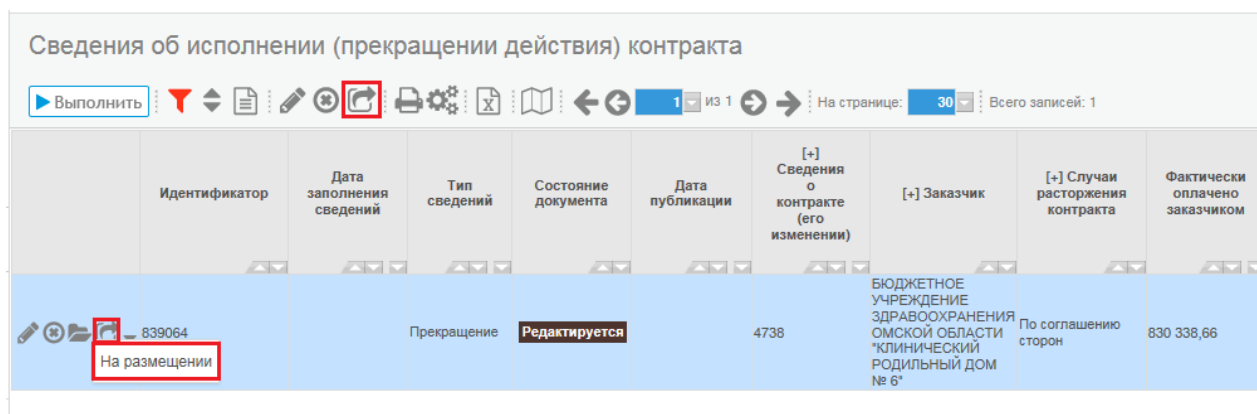 Сведения об исполнении (прекращении действия) контракта
Выполнить 1 из 1 На странице: 30 Всего записей: 1
Идентификатор
Дата
заполнения
сведений
Тип
сведений
Состояние
документа
Дата
публикации
[+]
Сведения
о
контракте
(его
изменении)
[+] Заказчик
[+] Случаи
расторжения
контракта
Фактически
оплачено
заказчиком
839064
Прекращение
Редактируется
4738
БЮДЖЕТНОЕ
УЧРЕЖДЕНИЕ
ЗДРАВООХРАНЕНИЯ
ОМСКОЙ ОБЛАСТИ
"КЛИНИЧЕСКИЙ
РОДИЛЬНЫЙ ДОМ
№ 6"
По соглашению
сторон
830 338,66
На размещении